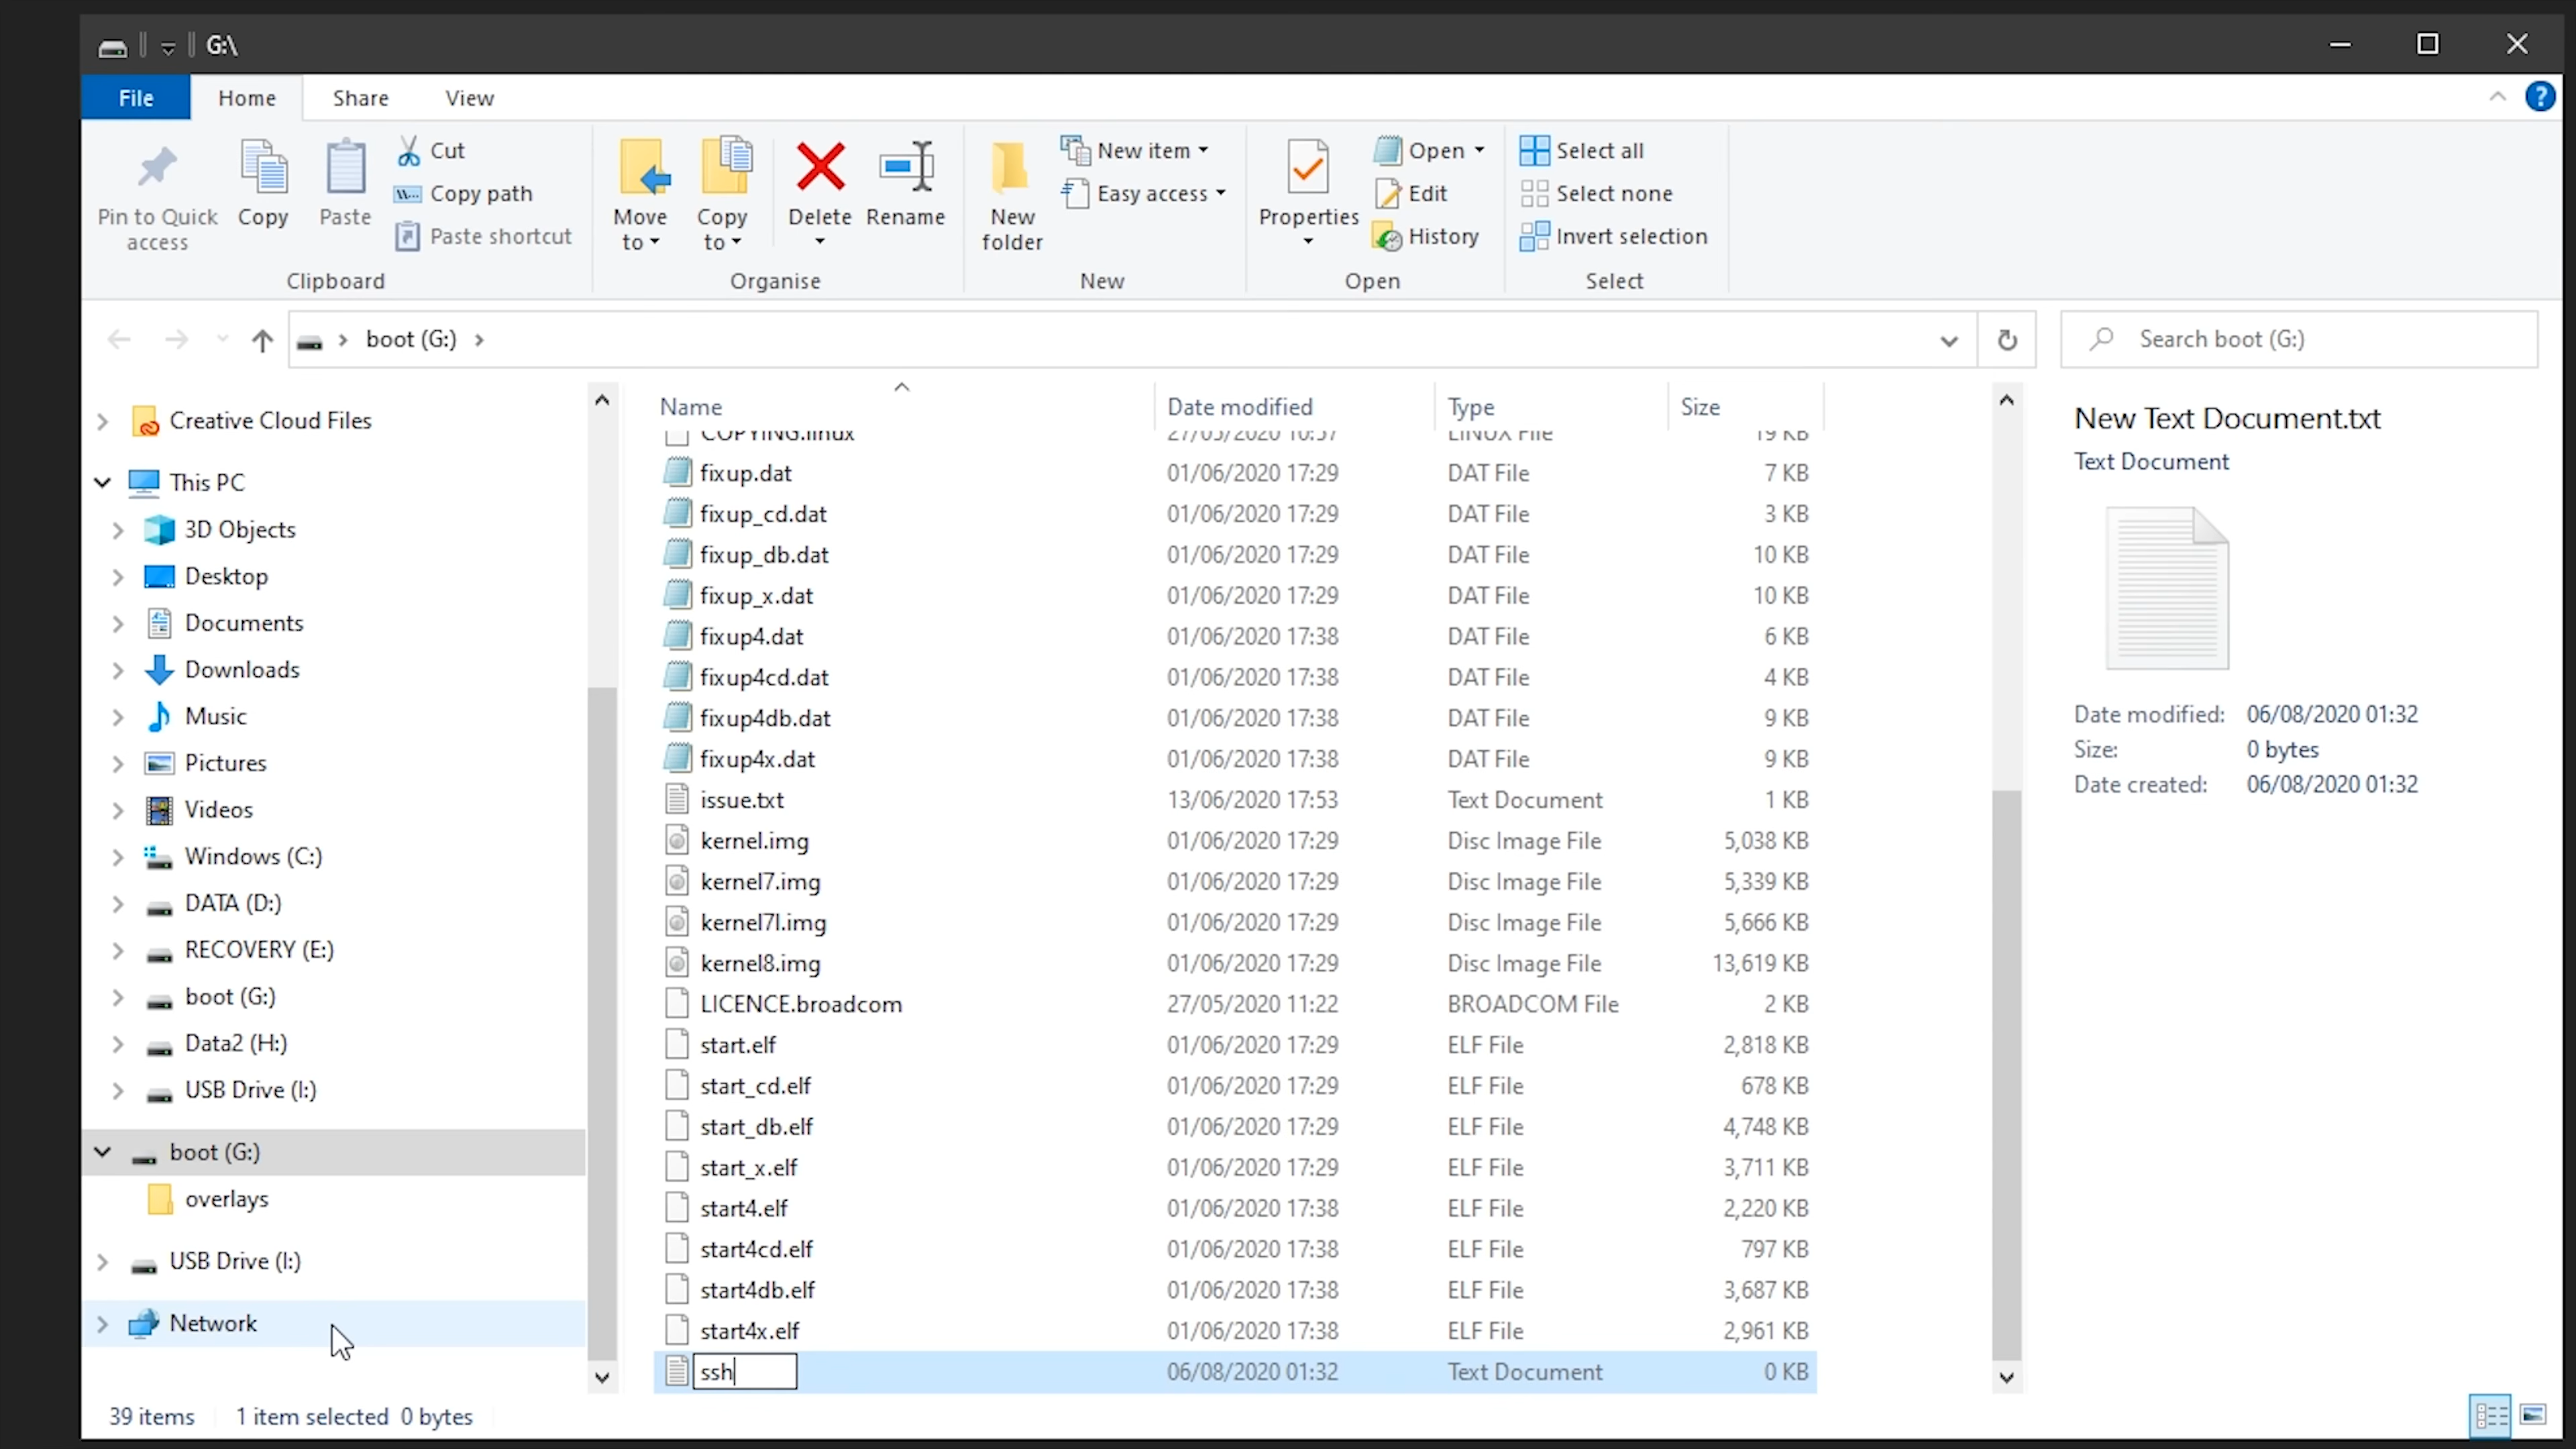 G:\
File Home Share View
Pin to Quick access
Copy
Paste
Cut
Copy path
Paste shortcut
Clipboard
Move to
Copy to
Delete
Rename
Organise
New folder
New item
Easy access
New
Properties
Open
Edit
History
Open
Select all
Select none
Invert selection
Select
boot (G:)
Search boot (G:)
Creative Cloud Files
This PC
3D Objects
Desktop
Documents
Downloads
Music
Pictures
Videos
Windows (C:)
DATA (D:)
RECOVERY (E:)
boot (G:)
Data2 (H:)
USB Drive (I:)
boot (G:)
overlays
USB Drive (I:)
Network
Name Date modified Type Size
COPYING.linux 27/05/2020 10:57 LINUX File 19 KB
fixup.dat 01/06/2020 17:29 DAT File 7 KB
fixup_cd.dat 01/06/2020 17:29 DAT File 3 KB
fixup_db.dat 01/06/2020 17:29 DAT File 10 KB
fixup_x.dat 01/06/2020 17:29 DAT File 10 KB
fixup4.dat 01/06/2020 17:38 DAT File 6 KB
fixup4cd.dat 01/06/2020 17:38 DAT File 4 KB
fixup4db.dat 01/06/2020 17:38 DAT File 9 KB
fixup4x.dat 01/06/2020 17:38 DAT File 9 KB
issue.txt 13/06/2020 17:53 Text Document 1 KB
kernel.img 01/06/2020 17:29 Disc Image File 5,038 KB
kernel7.img 01/06/2020 17:29 Disc Image File 5,339 KB
kernel7l.img 01/06/2020 17:29 Disc Image File 5,666 KB
kernel8.img 01/06/2020 17:29 Disc Image File 13,619 KB
LICENCE.broadcom 27/05/2020 11:22 BROADCOM File 2 KB
start.elf 01/06/2020 17:29 ELF File 2,818 KB
start_cd.elf 01/06/2020 17:29 ELF File 678 KB
start_db.elf 01/06/2020 17:29 ELF File 4,748 KB
start_x.elf 01/06/2020 17:29 ELF File 3,711 KB
start4.elf 01/06/2020 17:38 ELF File 2,220 KB
start4cd.elf 01/06/2020 17:38 ELF File 797 KB
start4db.elf 01/06/2020 17:38 ELF File 3,687 KB
start4x.elf 01/06/2020 17:38 ELF File 2,961 KB
ssh 06/08/2020 01:32 Text Document 0 KB
New Text Document.txt
Text Document
Date modified: 06/08/2020 01:32
Size: 0 bytes
Date created: 06/08/2020 01:32
39 items 1 item selected 0 bytes